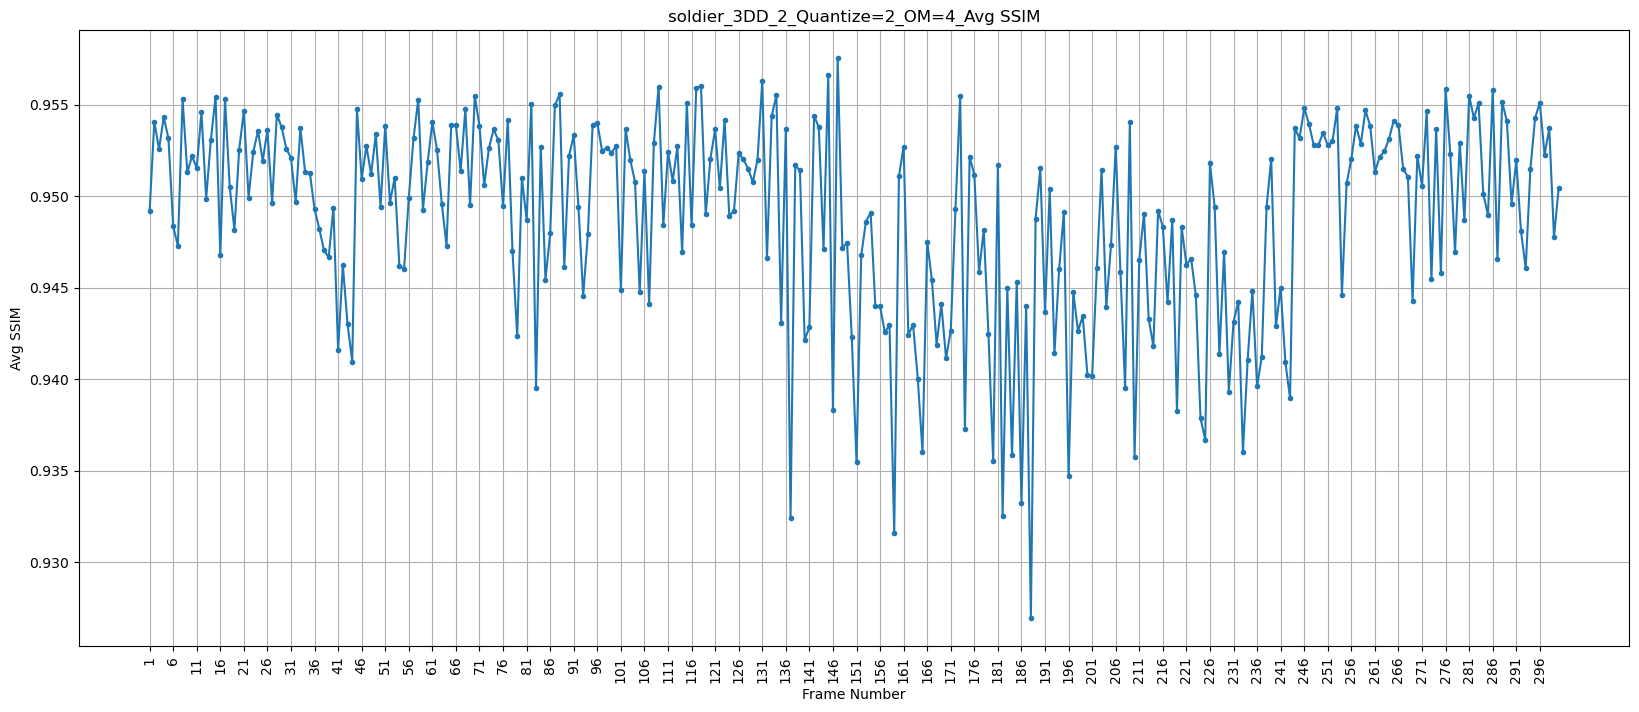 soldier_3DD_2_Quantize=2_OM=4_Avg SSIM
Avg SSIM
0.955
0.950
0.945
0.940
0.935
0.930
1 6 11 16 21 26 31 36 41 46 51 56 61 66 71 76 81 86 91 96 101 106 111 116 121 126 131 136 141 146 151 156 161 166 171 176 181 186 191 196 201 206 211 216 221 226 231 236 241 246 251 256 261 266 271 276 281 286 291 296
Frame Number